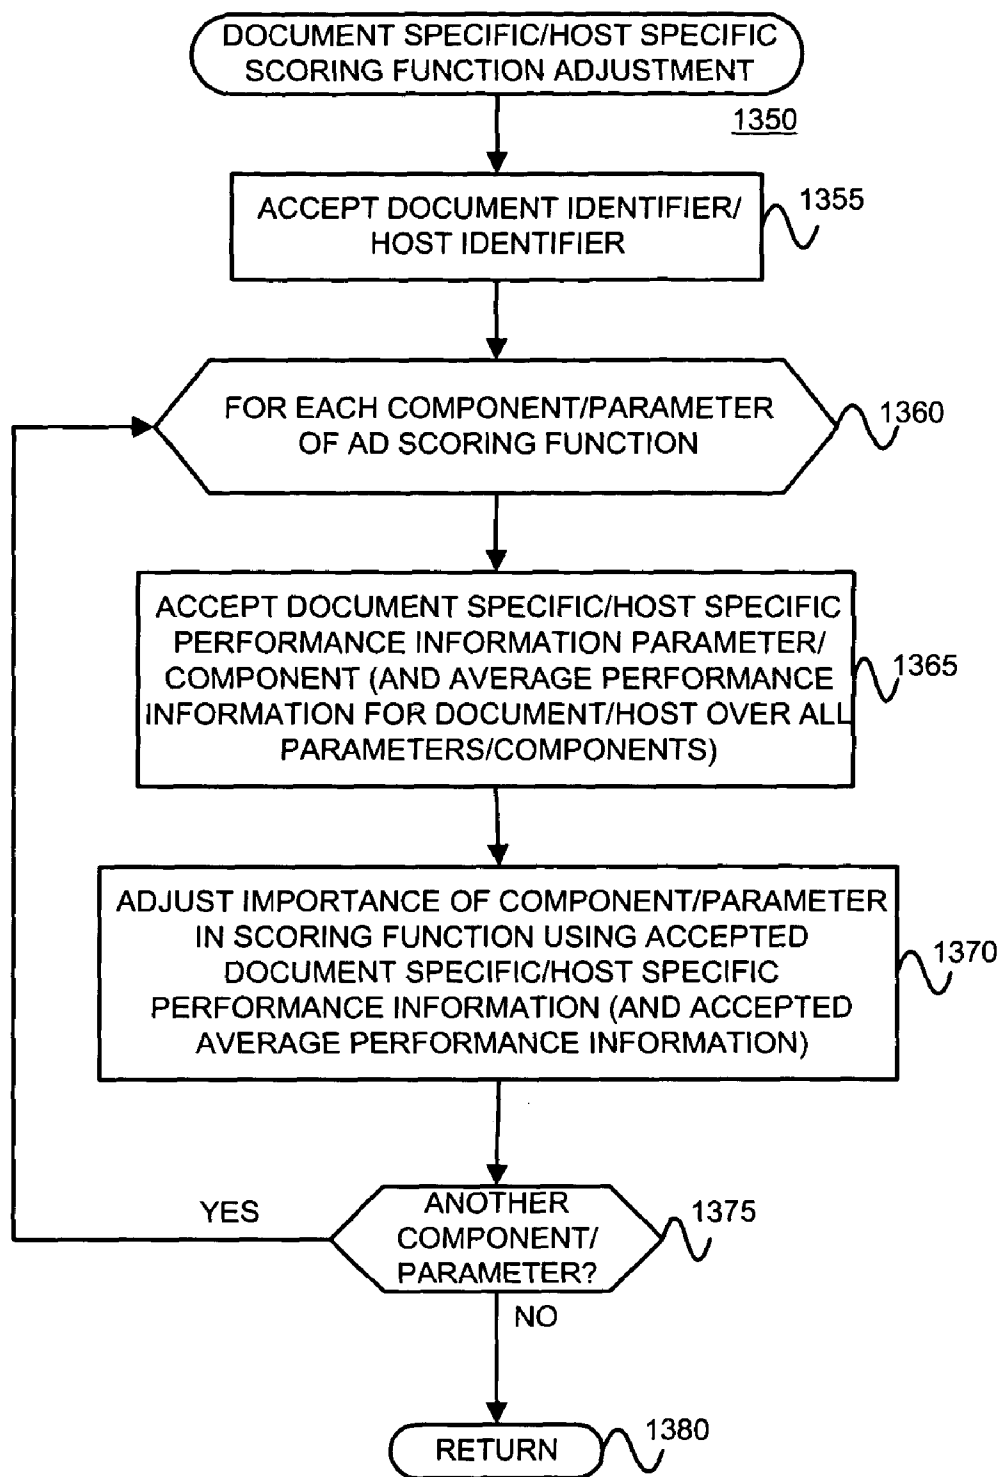 DOCUMENT SPECIFIC/HOST SPECIFIC
SCORING FUNCTION ADJUSTMENT
1350
ACCEPT DOCUMENT IDENTIFIER/
HOST IDENTIFIER
1355
FOR EACH COMPONENT/PARAMETER
OF AD SCORING FUNCTION
1360
ACCEPT DOCUMENT SPECIFIC/HOST SPECIFIC
PERFORMANCE INFORMATION PARAMETER/
COMPONENT (AND AVERAGE PERFORMANCE
INFORMATION FOR DOCUMENT/HOST OVER ALL
PARAMETERS/COMPONENTS)
1365
ADJUST IMPORTANCE OF COMPONENT/PARAMETER
IN SCORING FUNCTION USING ACCEPTED
DOCUMENT SPECIFIC/HOST SPECIFIC
PERFORMANCE INFORMATION (AND ACCEPTED
AVERAGE PERFORMANCE INFORMATION)
1370
YES
ANOTHER
COMPONENT/
PARAMETER?
1375
NO
RETURN
1380